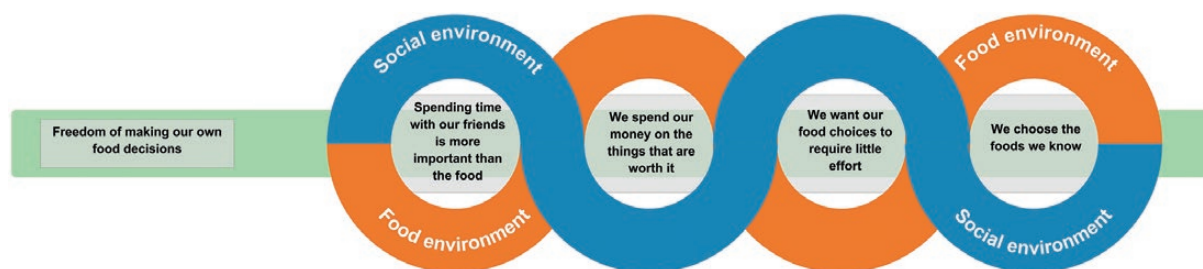 Social environment
Food environment
Freedom of making our own
food decisions
Spending time
with our friends
is more
important than
the food
We spend our
money on the
things that are
worth it
We want our
food choices to
require little
effort
We choose the
foods we know
Food environment
Social environment